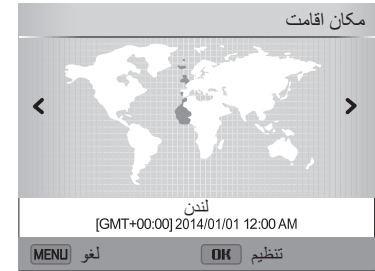 مکان اقامت
لندن
[GMT+00:00] 2014/01/01 12:00 AM
تنظیم OK لغو MENU